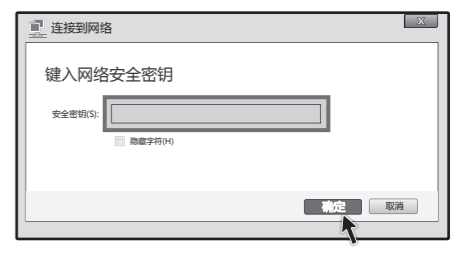 连接到网络
X
键入网络安全密钥
安全密钥(S):
隐藏字符(H)
确定
取消